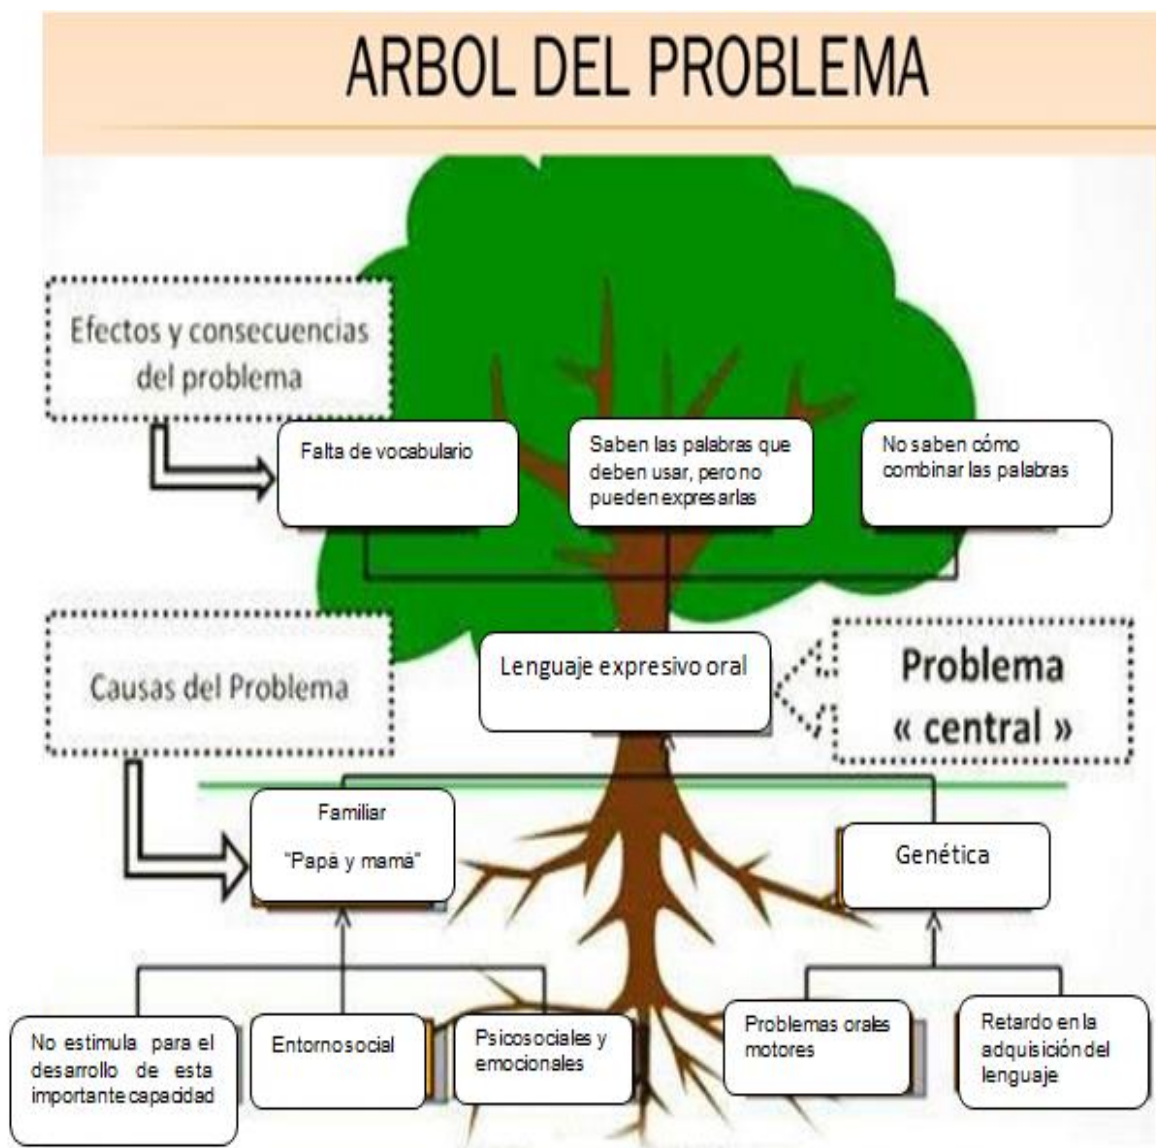 ARBOL DEL PROBLEMA
Efectos y consecuencias
del problema
Falta de vocabulario
Saben las palabras que
deben usar, pero no
pueden expresarlas
No saben cómo
combinar las palabras
Causas del Problema
Lenguaje expresivo oral
Problema
« central »
Familiar
"Papá y mamá"
Genética
No estimula para el
desarrollo de esta
importante capacidad
Entorno social
Psicosociales y
emocionales
Problemas orales
motores
Retardo en la
adquisición del
lenguaje